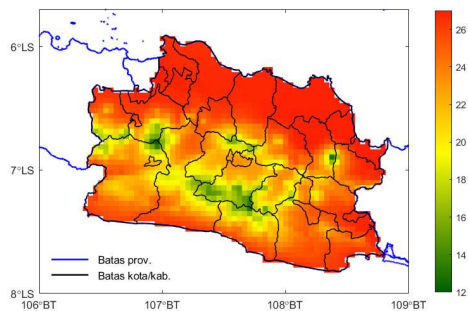 6°LS
7°LS
8°LS
106°BT
107°BT
108°BT
109°BT
Batas prov.
Batas kota/kab.
26
24
22
20
18
16
14
12